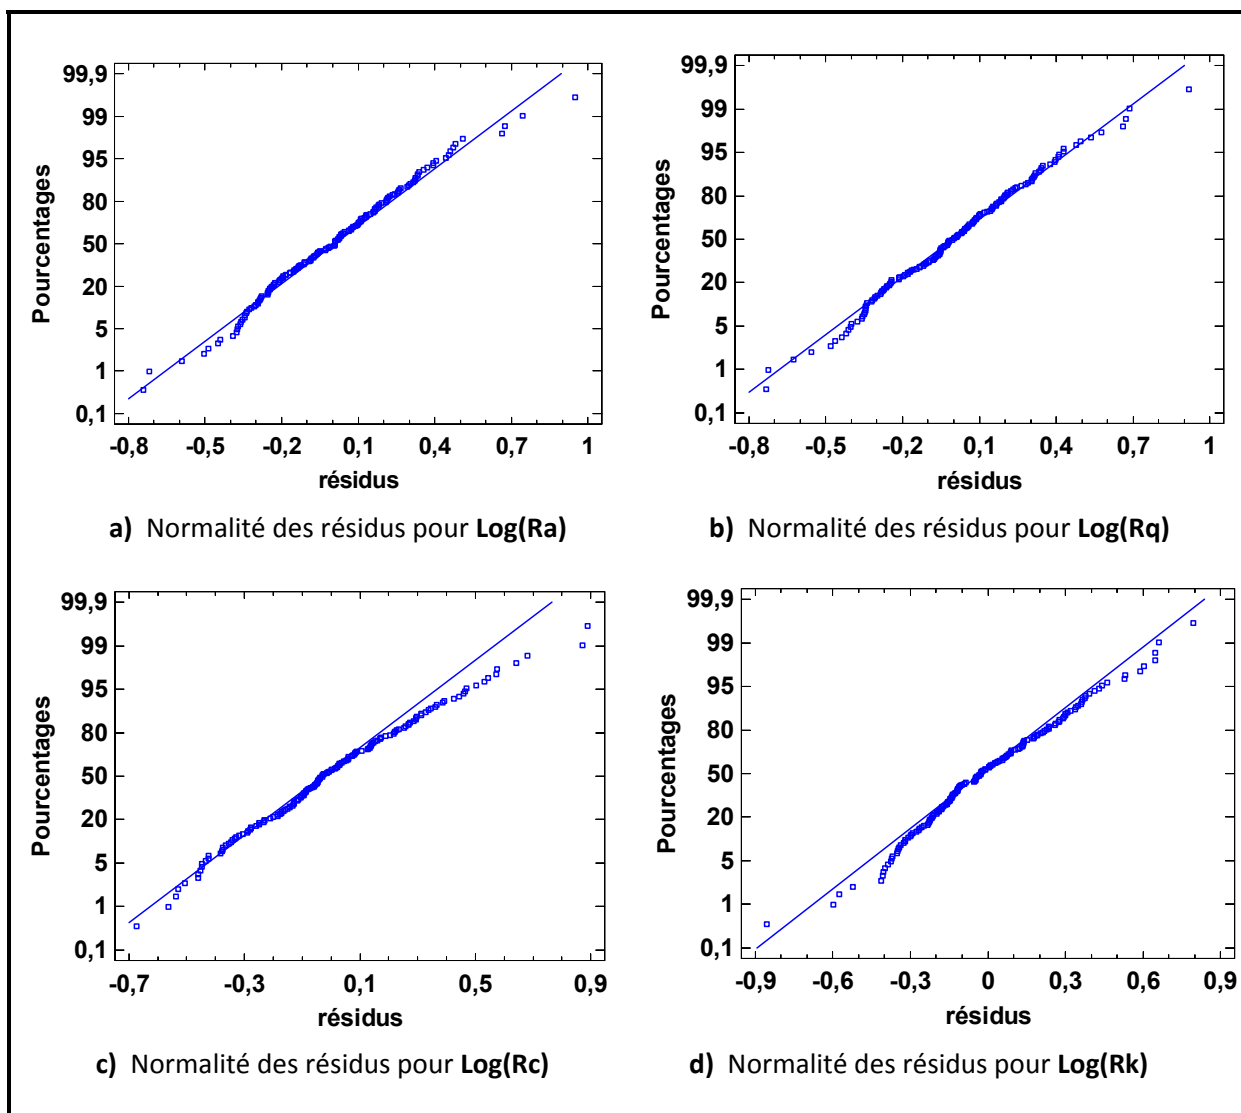 99,9
99
95
80
50
20
5
1
0,1
Pourcentages
-0,8 -0,5 -0,2 0,1 0,4 0,7 1
résidus
a) Normalité des résidus pour Log(Ra)
99,9
99
95
80
50
20
5
1
0,1
Pourcentages
-0,8 -0,5 -0,2 0,1 0,4 0,7 1
résidus
b) Normalité des résidus pour Log(Rq)
99,9
99
95
80
50
20
5
1
0,1
Pourcentages
-0,7 -0,3 0,1 0,5 0,9
résidus
c) Normalité des résidus pour Log(Rc)
99,9
99
95
80
50
20
5
1
0,1
Pourcentages
-0,9 -0,6 -0,3 0 0,3 0,6 0,9
résidus
d) Normalité des résidus pour Log(Rk)